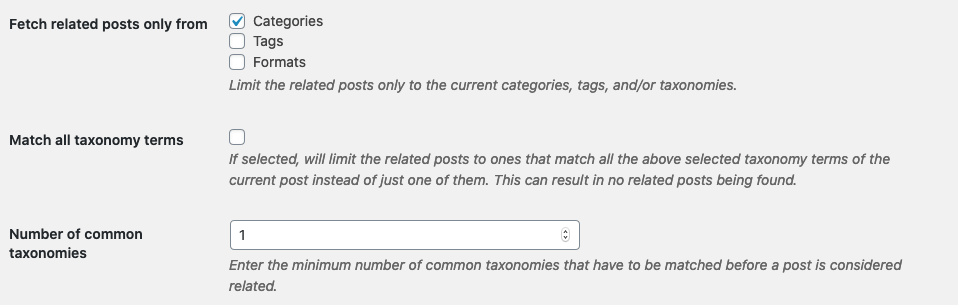 Fetch related posts only from
Categories
Tags
Formats
Limit the related posts only to the current categories, tags, and/or taxonomies.
Match all taxonomy terms
If selected, will limit the related posts to ones that match all the above selected taxonomy terms of the
current post instead of just one of them. This can result in no related posts being found.
Number of common
taxonomies
1
Enter the minimum number of common taxonomies that have to be matched before a post is considered
related.